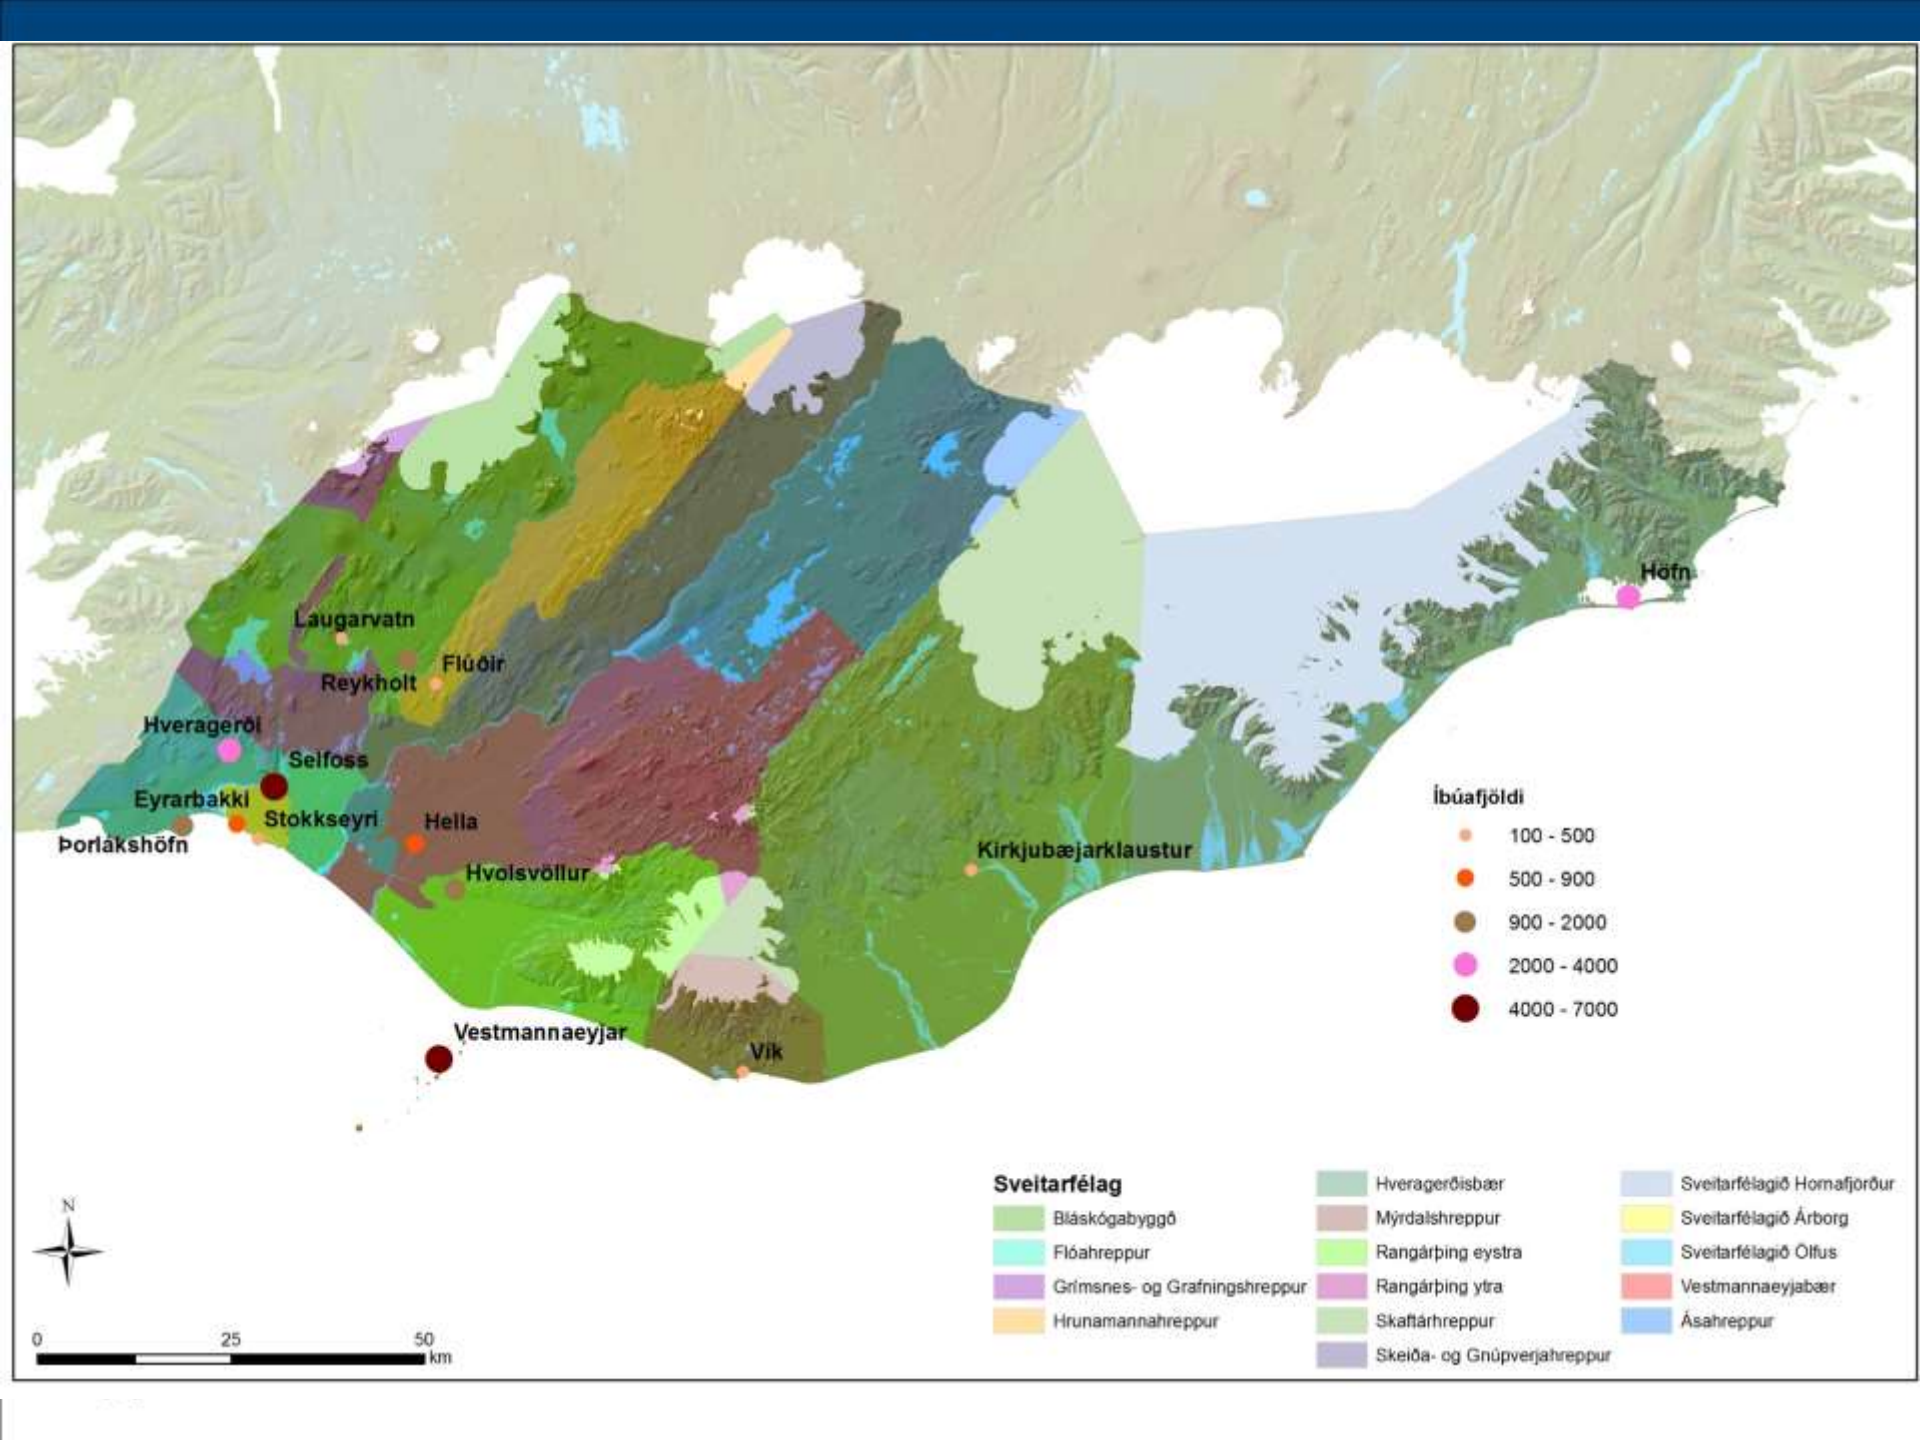 Höfn
Laugarvatn
Flúðir
Reykholt
Hveragerði
Selfoss
Eyrarbakki
Stokkseyri
Hella
Þorlákshöfn
Kirkjubæjarklaustur
Hvolsvöllur
Vestmannaeyjar
Vík
Íbúafjöldi
100 - 500
500 - 900
900 - 2000
2000 - 4000
4000 - 7000
Sveitarfélag
Bláskógabyggð
Flóahreppur
Grímsnes- og Grafningshreppur
Hrunamannahreppur
Hveragerðisbær
Mýrdalshreppur
Rangárþing eystra
Rangárþing ytra
Skaftárhreppur
Skeiða- og Gnúpverjahreppur
Sveitarfélagið Hornafjörður
Sveitarfélagið Árborg
Sveitarfélagið Ölfus
Vestmannaeyjabær
Ásahreppur
N
0 25 50
km